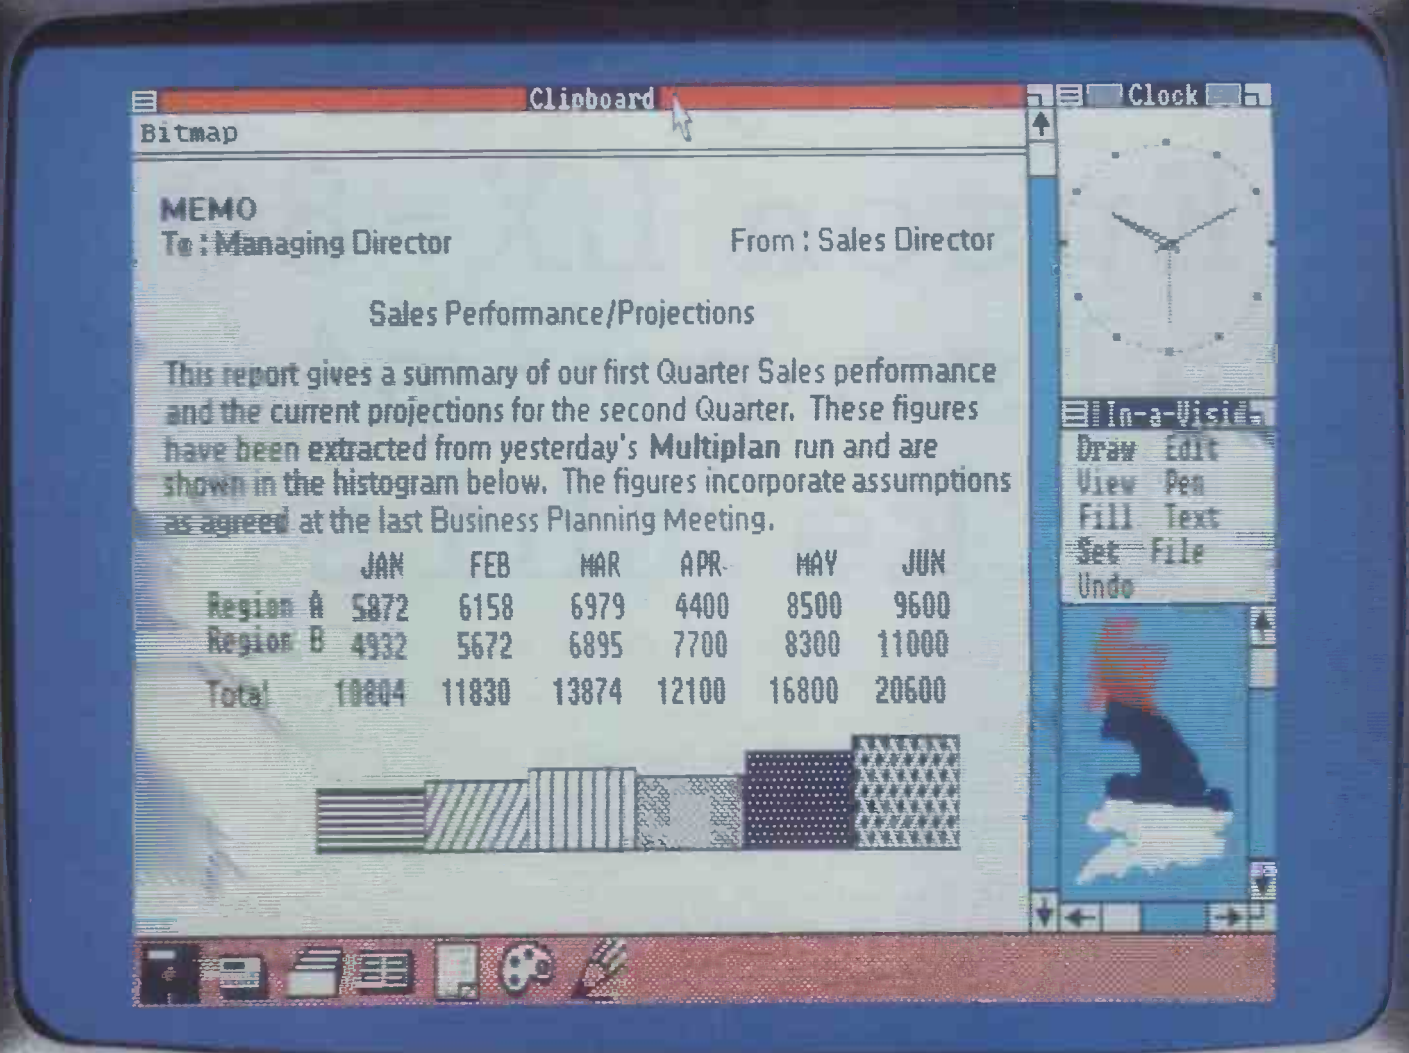 Clipboard
Bitmap
MEMO
To : Managing Director From : Sales Director
Sales Performance/Projections
This report gives a summary of our first Quarter Sales performance
and the current projections for the second Quarter. These figures
have been extracted from yesterday's Multiplan run and are
shown in the histogram below. The figures incorporate assumptions
as agreed at the last Business Planning Meeting.
JAN FEB MAR APR MAY JUN
Region A 5872 6158 6979 4400 8500 9600
Region B 4932 5672 6895 7700 8300 11000
Total 10804 11830 13874 12100 16800 20600
Clock
In-a-Visi
Draw Edit
View Pen
Fill Text
Set File
Undo